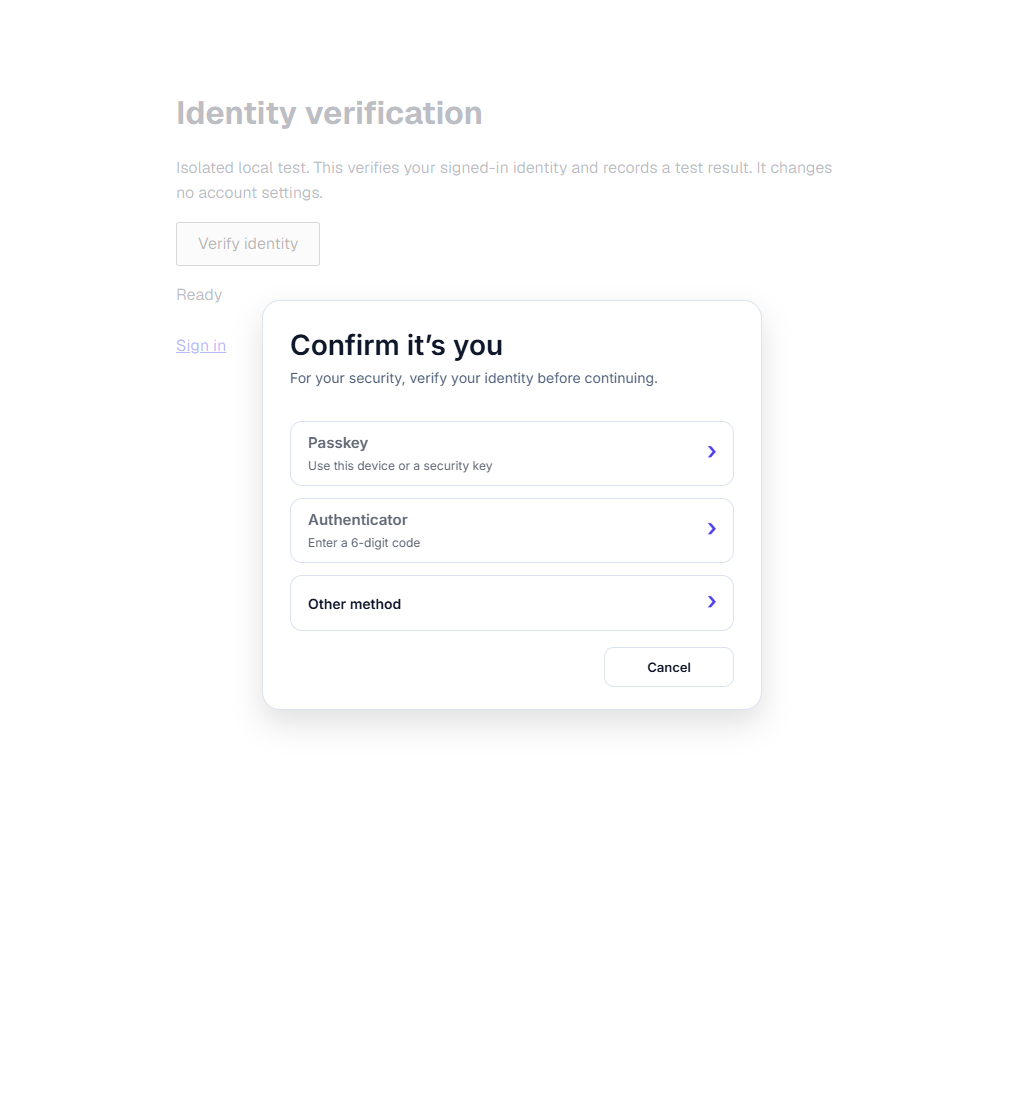 Identity verification
Isolated local test. This verifies your signed-in identity and records a test result. It changes
no account settings.
Verify identity
Ready
Sign in
Confirm it’s you
For your security, verify your identity before continuing.
Passkey
Use this device or a security key
Authenticator
Enter a 6-digit code
Other method
Cancel